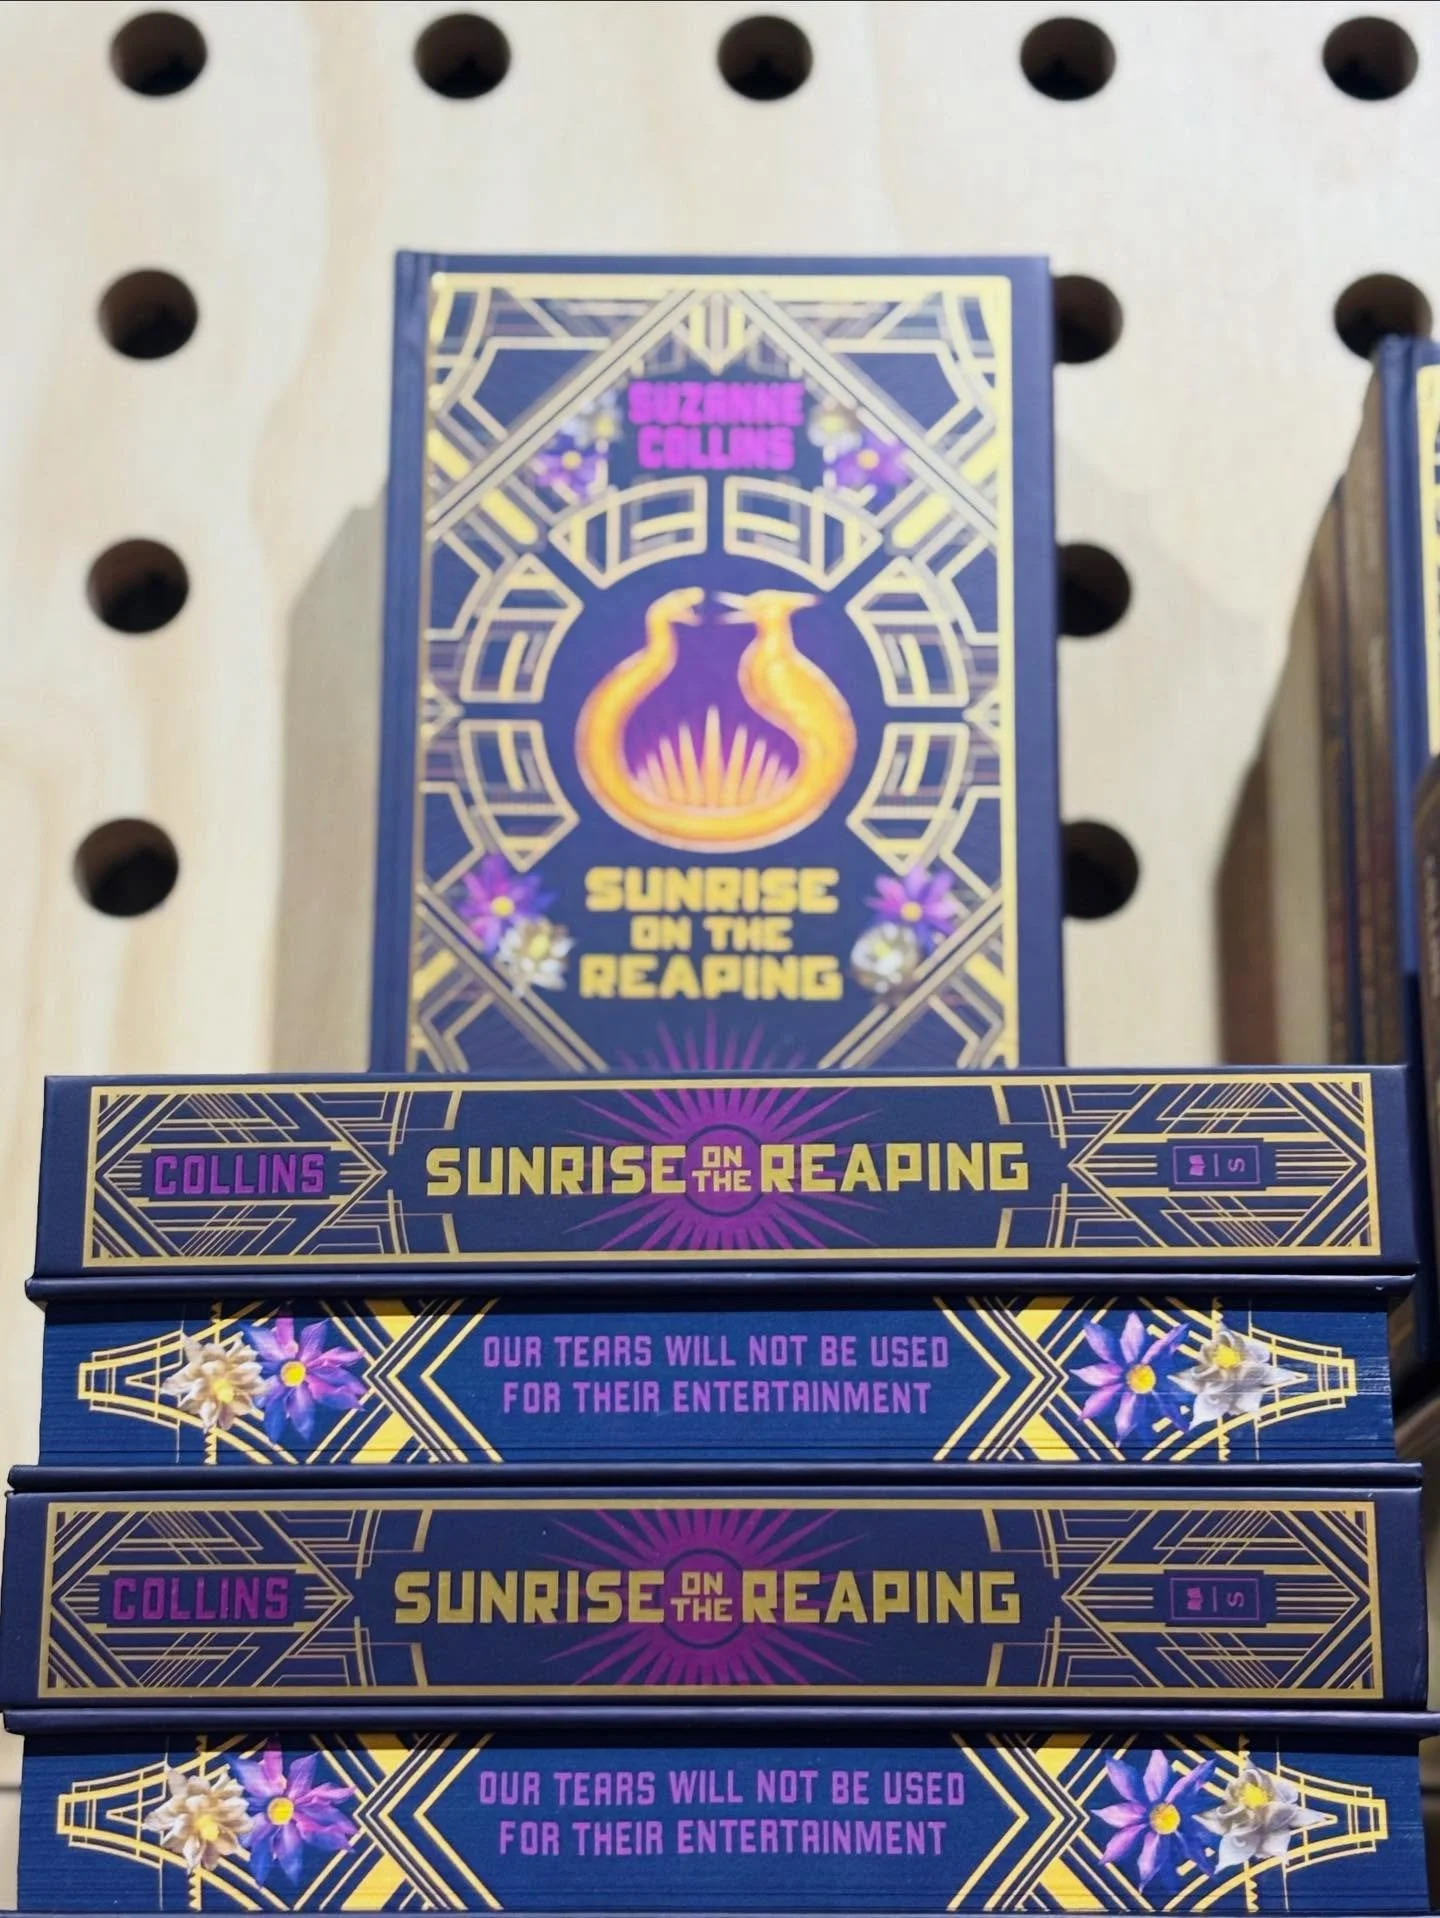 SUZANNE
COLLINS
SUNRISE
ON THE
REAPING
COLLINS SUNRISE ON THE REAPING S
OUR TEARS WILL NOT BE USED
FOR THEIR ENTERTAINMENT
COLLINS SUNRISE ON THE REAPING S
OUR TEARS WILL NOT BE USED
FOR THEIR ENTERTAINMENT